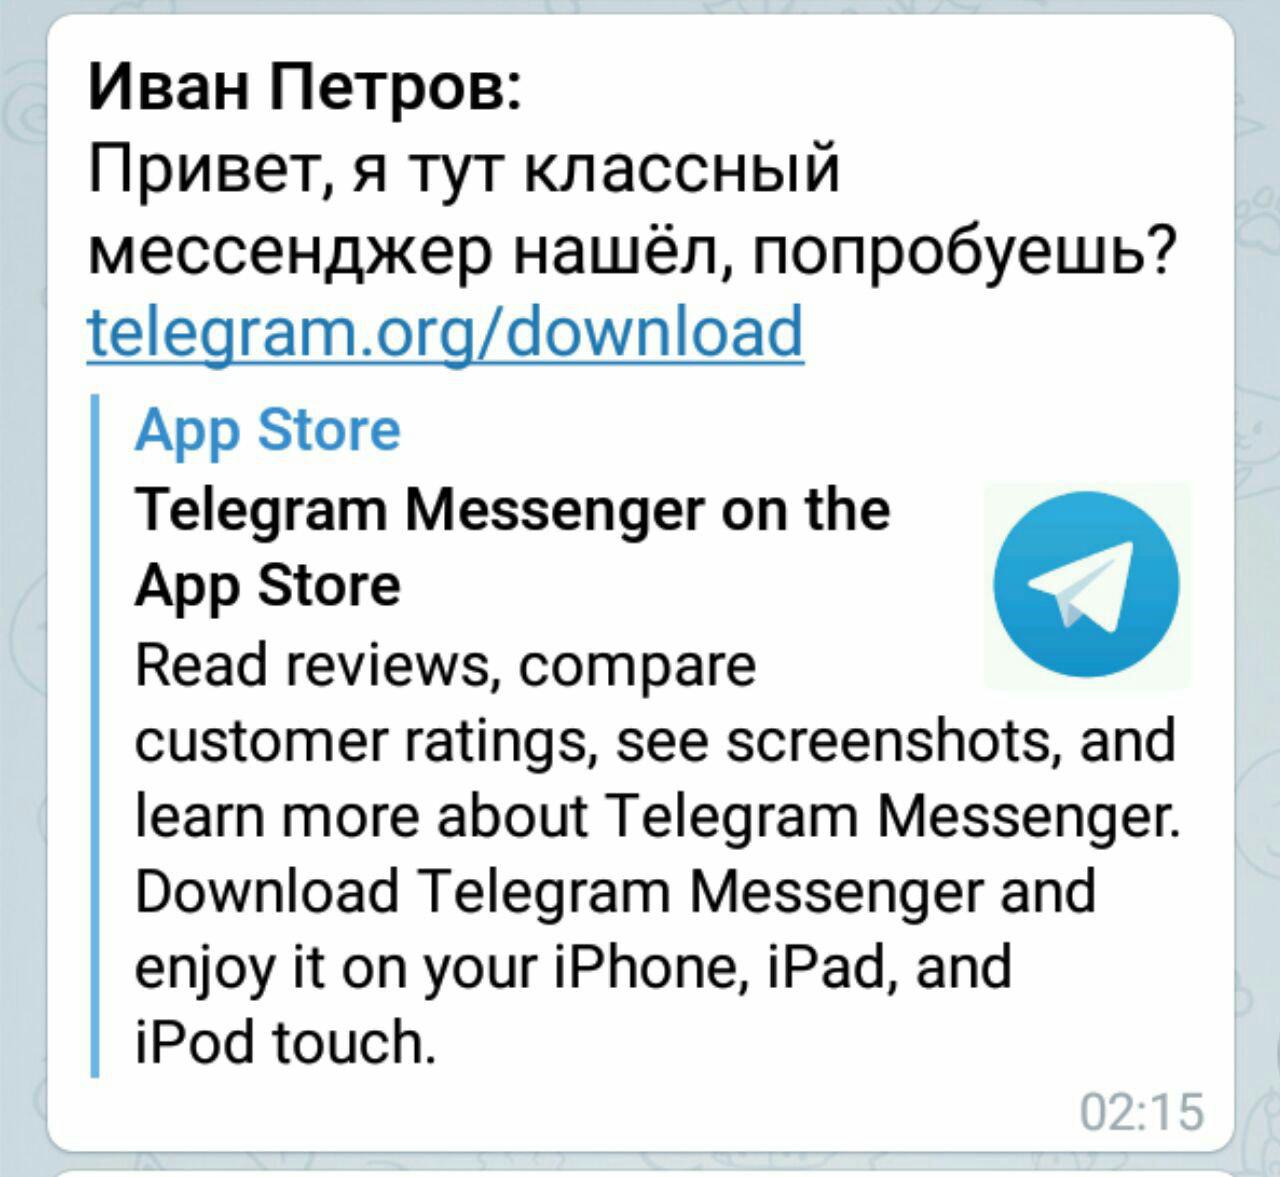 Иван Петров:
Привет, я тут классный
мессенджер нашёл, попробуешь?
telegram.org/download
App Store
Telegram Messenger on the
App Store
Read reviews, compare
customer ratings, see screenshots, and
learn more about Telegram Messenger.
Download Telegram Messenger and
enjoy it on your iPhone, iPad, and
iPod touch.
02:15